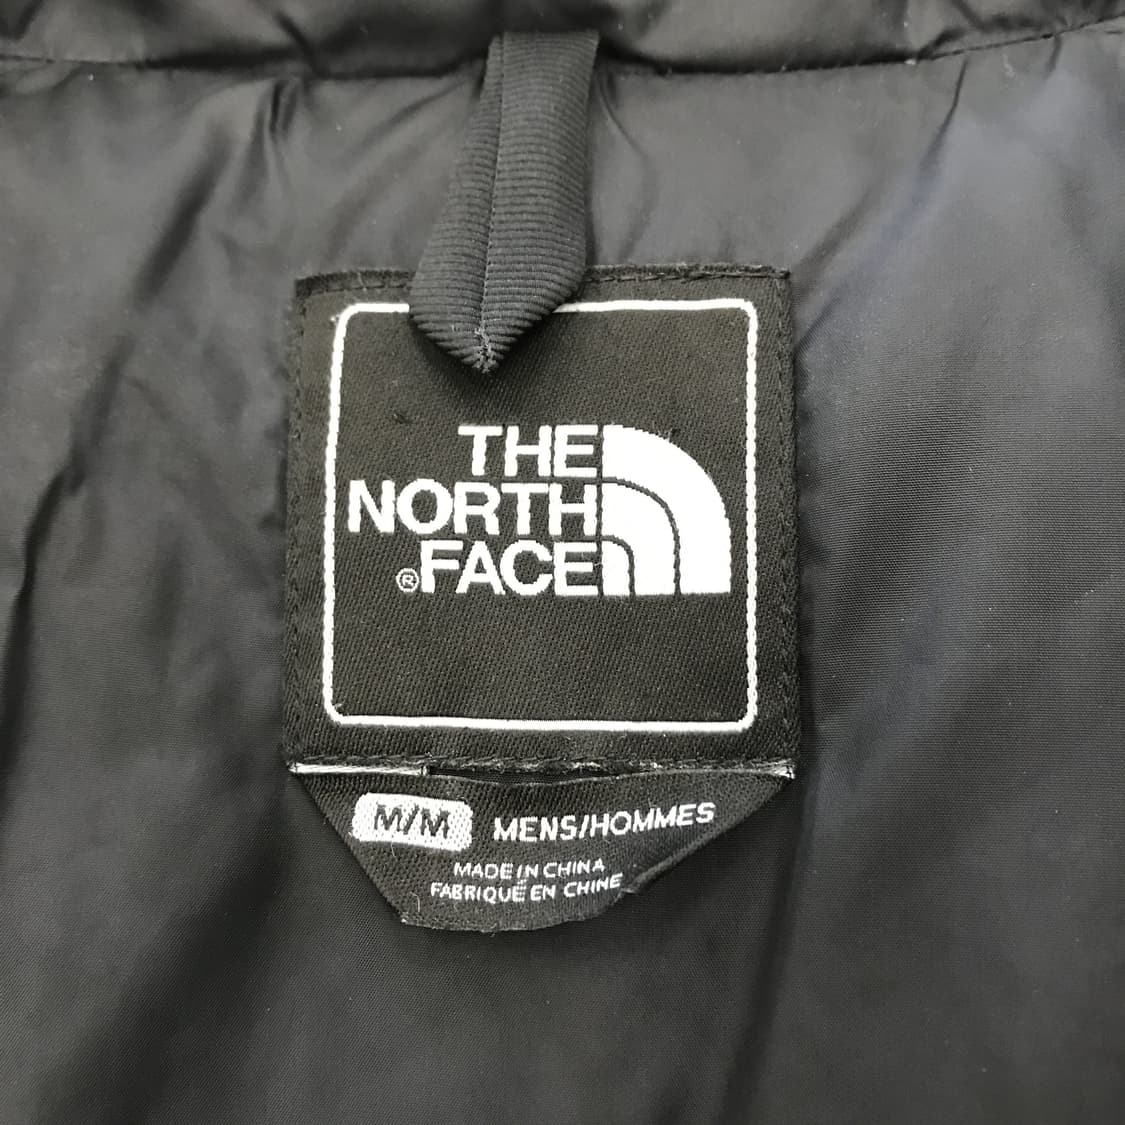 THE
NORTH
®FACE
M/M MENS/HOMMES
MADE IN CHINA
FABRIQUÉ EN CHINE